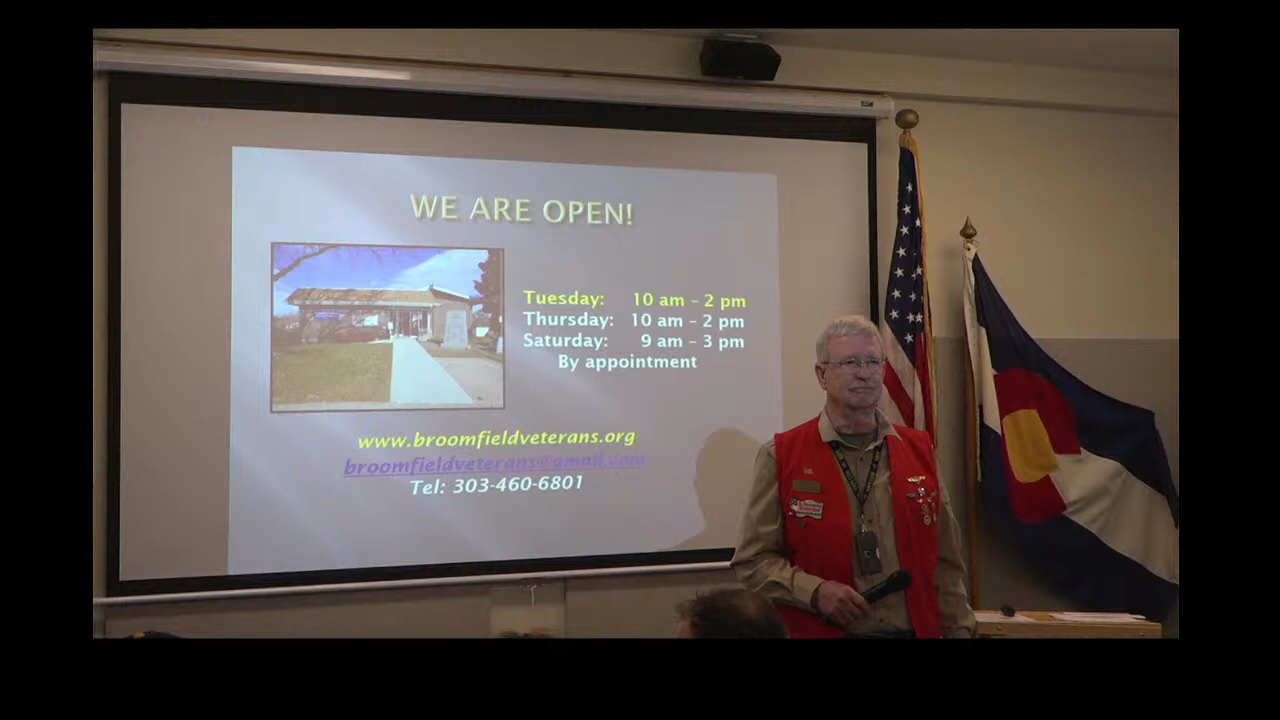 WE ARE OPEN!
Tuesday: 10 am – 2 pm
Thursday: 10 am – 2 pm
Saturday: 9 am – 3 pm
By appointment
www.broomfieldveterans.org
broomfieldveterans@gmail.com
Tel: 303-460-6801